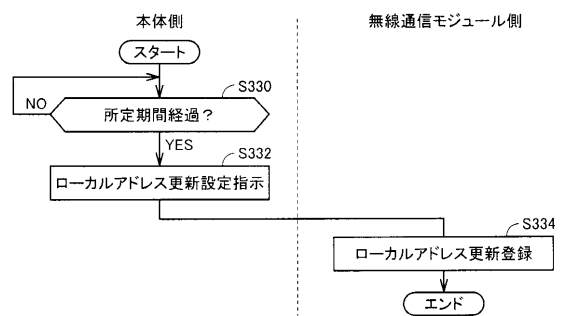 本体側
無線通信モジュール側
スタート
S330
NO
所定期間経過?
YES
S332
ローカルアドレス更新設定指示
S334
ローカルアドレス更新登録
エンド